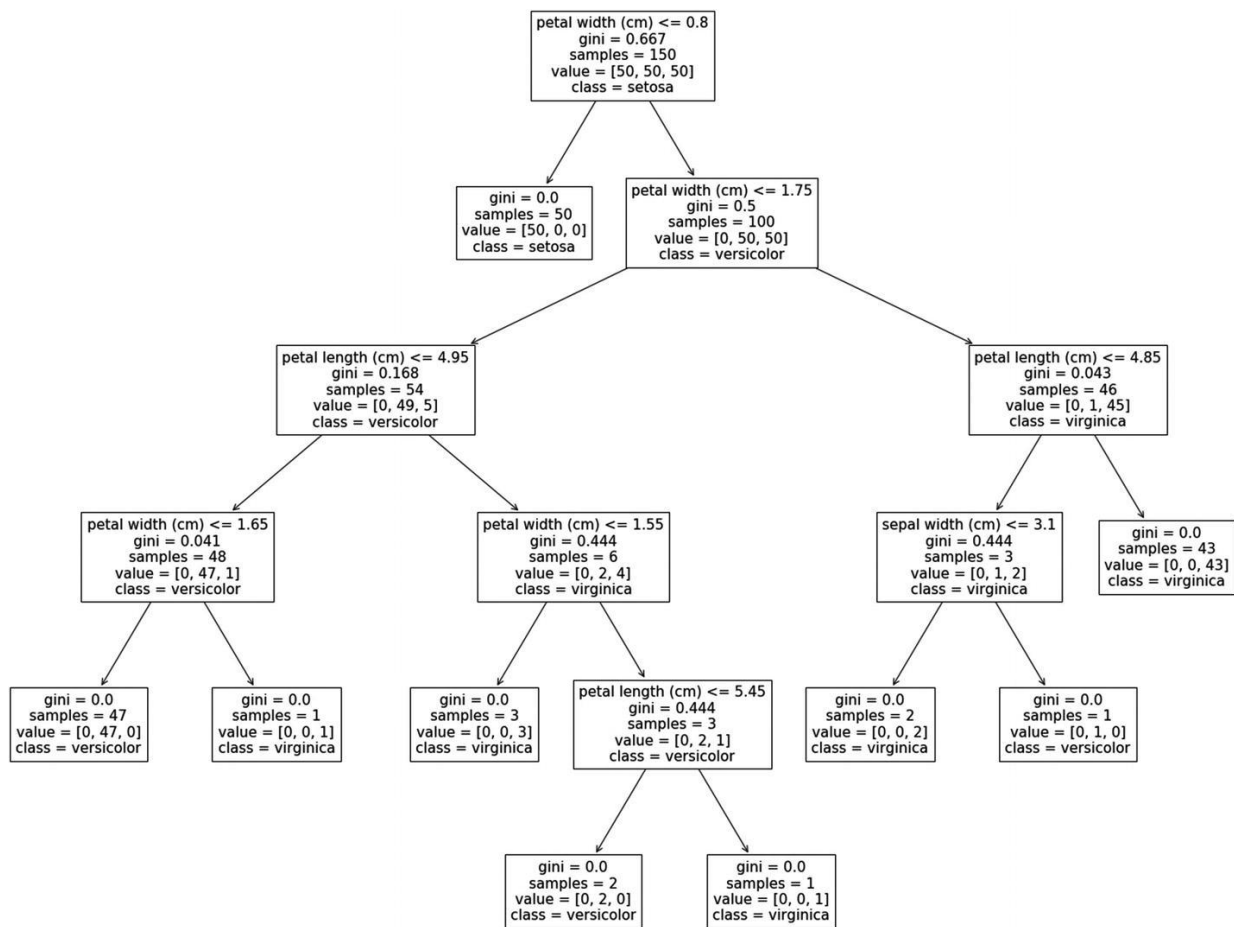 petal width (cm) <= 0.8
gini = 0.667
samples = 150
value = [50, 50, 50]
class = setosa
gini = 0.0
samples = 50
value = [50, 0, 0]
class = setosa
petal width (cm) <= 1.75
gini = 0.5
samples = 100
value = [0, 50, 50]
class = versicolor
petal length (cm) <= 4.95
gini = 0.168
samples = 54
value = [0, 49, 5]
class = versicolor
petal length (cm) <= 4.85
gini = 0.043
samples = 46
value = [0, 1, 45]
class = virginica
petal width (cm) <= 1.65
gini = 0.041
samples = 48
value = [0, 47, 1]
class = versicolor
petal width (cm) <= 1.55
gini = 0.444
samples = 6
value = [0, 2, 4]
class = virginica
sepal width (cm) <= 3.1
gini = 0.444
samples = 3
value = [0, 1, 2]
class = virginica
gini = 0.0
samples = 43
value = [0, 0, 43]
class = virginica
gini = 0.0
samples = 47
value = [0, 47, 0]
class = versicolor
gini = 0.0
samples = 1
value = [0, 0, 1]
class = virginica
gini = 0.0
samples = 3
value = [0, 0, 3]
class = virginica
petal length (cm) <= 5.45
gini = 0.444
samples = 3
value = [0, 2, 1]
class = versicolor
gini = 0.0
samples = 2
value = [0, 0, 2]
class = virginica
gini = 0.0
samples = 1
value = [0, 1, 0]
class = versicolor
gini = 0.0
samples = 2
value = [0, 2, 0]
class = versicolor
gini = 0.0
samples = 1
value = [0, 0, 1]
class = virginica